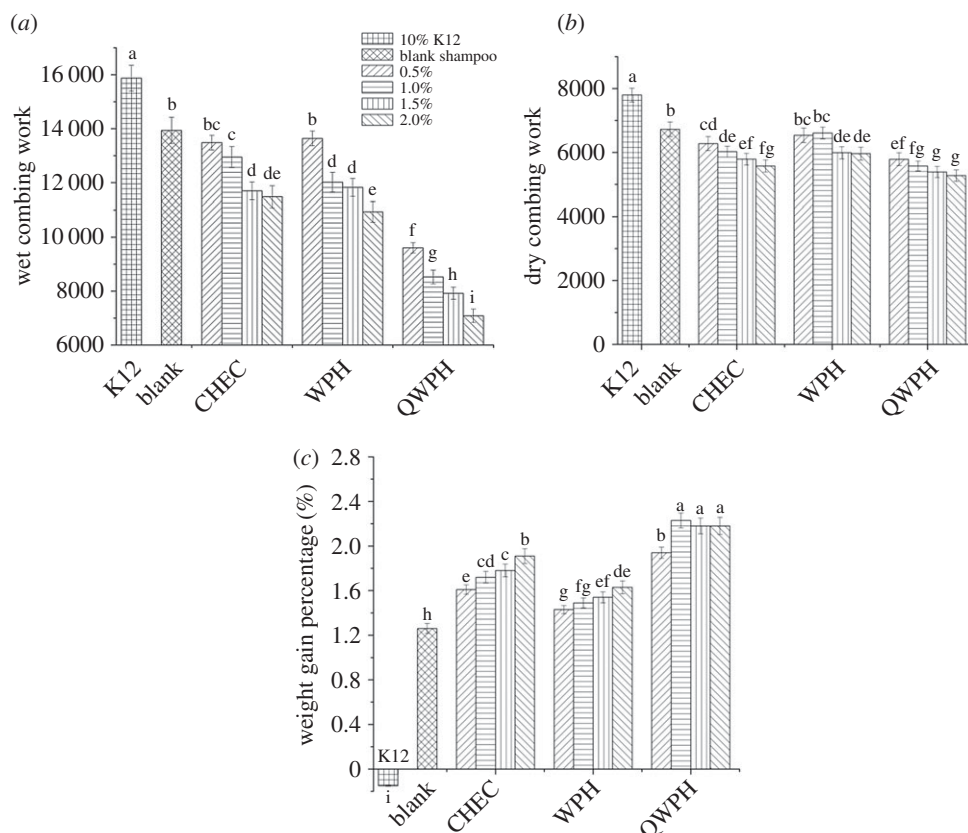 (a)
16 000
14 000
12 000
10 000
8000
6000
wet combing work
a
b
bc
c
d
de
b
d
d
e
f
g
h
i
K12
blank
CHEC
WPH
QWPH
10% K12
blank shampoo
0.5%
1.0%
1.5%
2.0%
(b)
8000
6000
4000
2000
0
dry combing work
a
b
cd
de
ef
fg
bc
bc
de
de
ef
fg
g
g
K12
blank
CHEC
WPH
QWPH
(c)
2.8
2.4
2.0
1.6
1.2
0.8
0.4
0
weight gain percentage (%)
K12
i
h
e
cd
c
b
g
fg
ef
de
b
a
a
a
blank
CHEC
WPH
QWPH